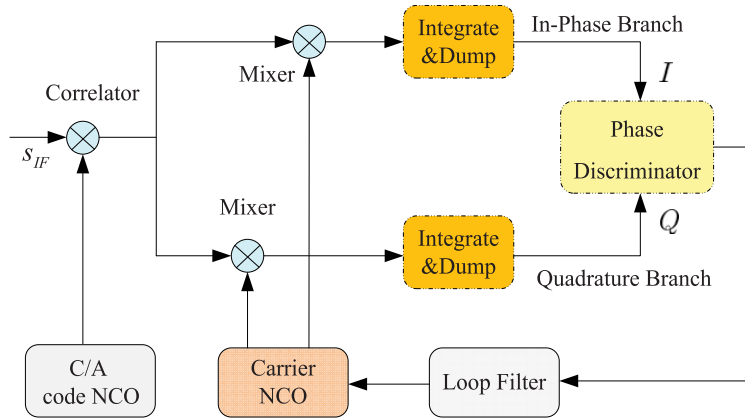 Integrate
&Dump
In-Phase Branch
Mixer
I
Correlator
Phase
Discriminator
s_IF
Mixer
Q
Integrate
&Dump
Quadrature Branch
C/A
code NCO
Carrier
NCO
Loop Filter